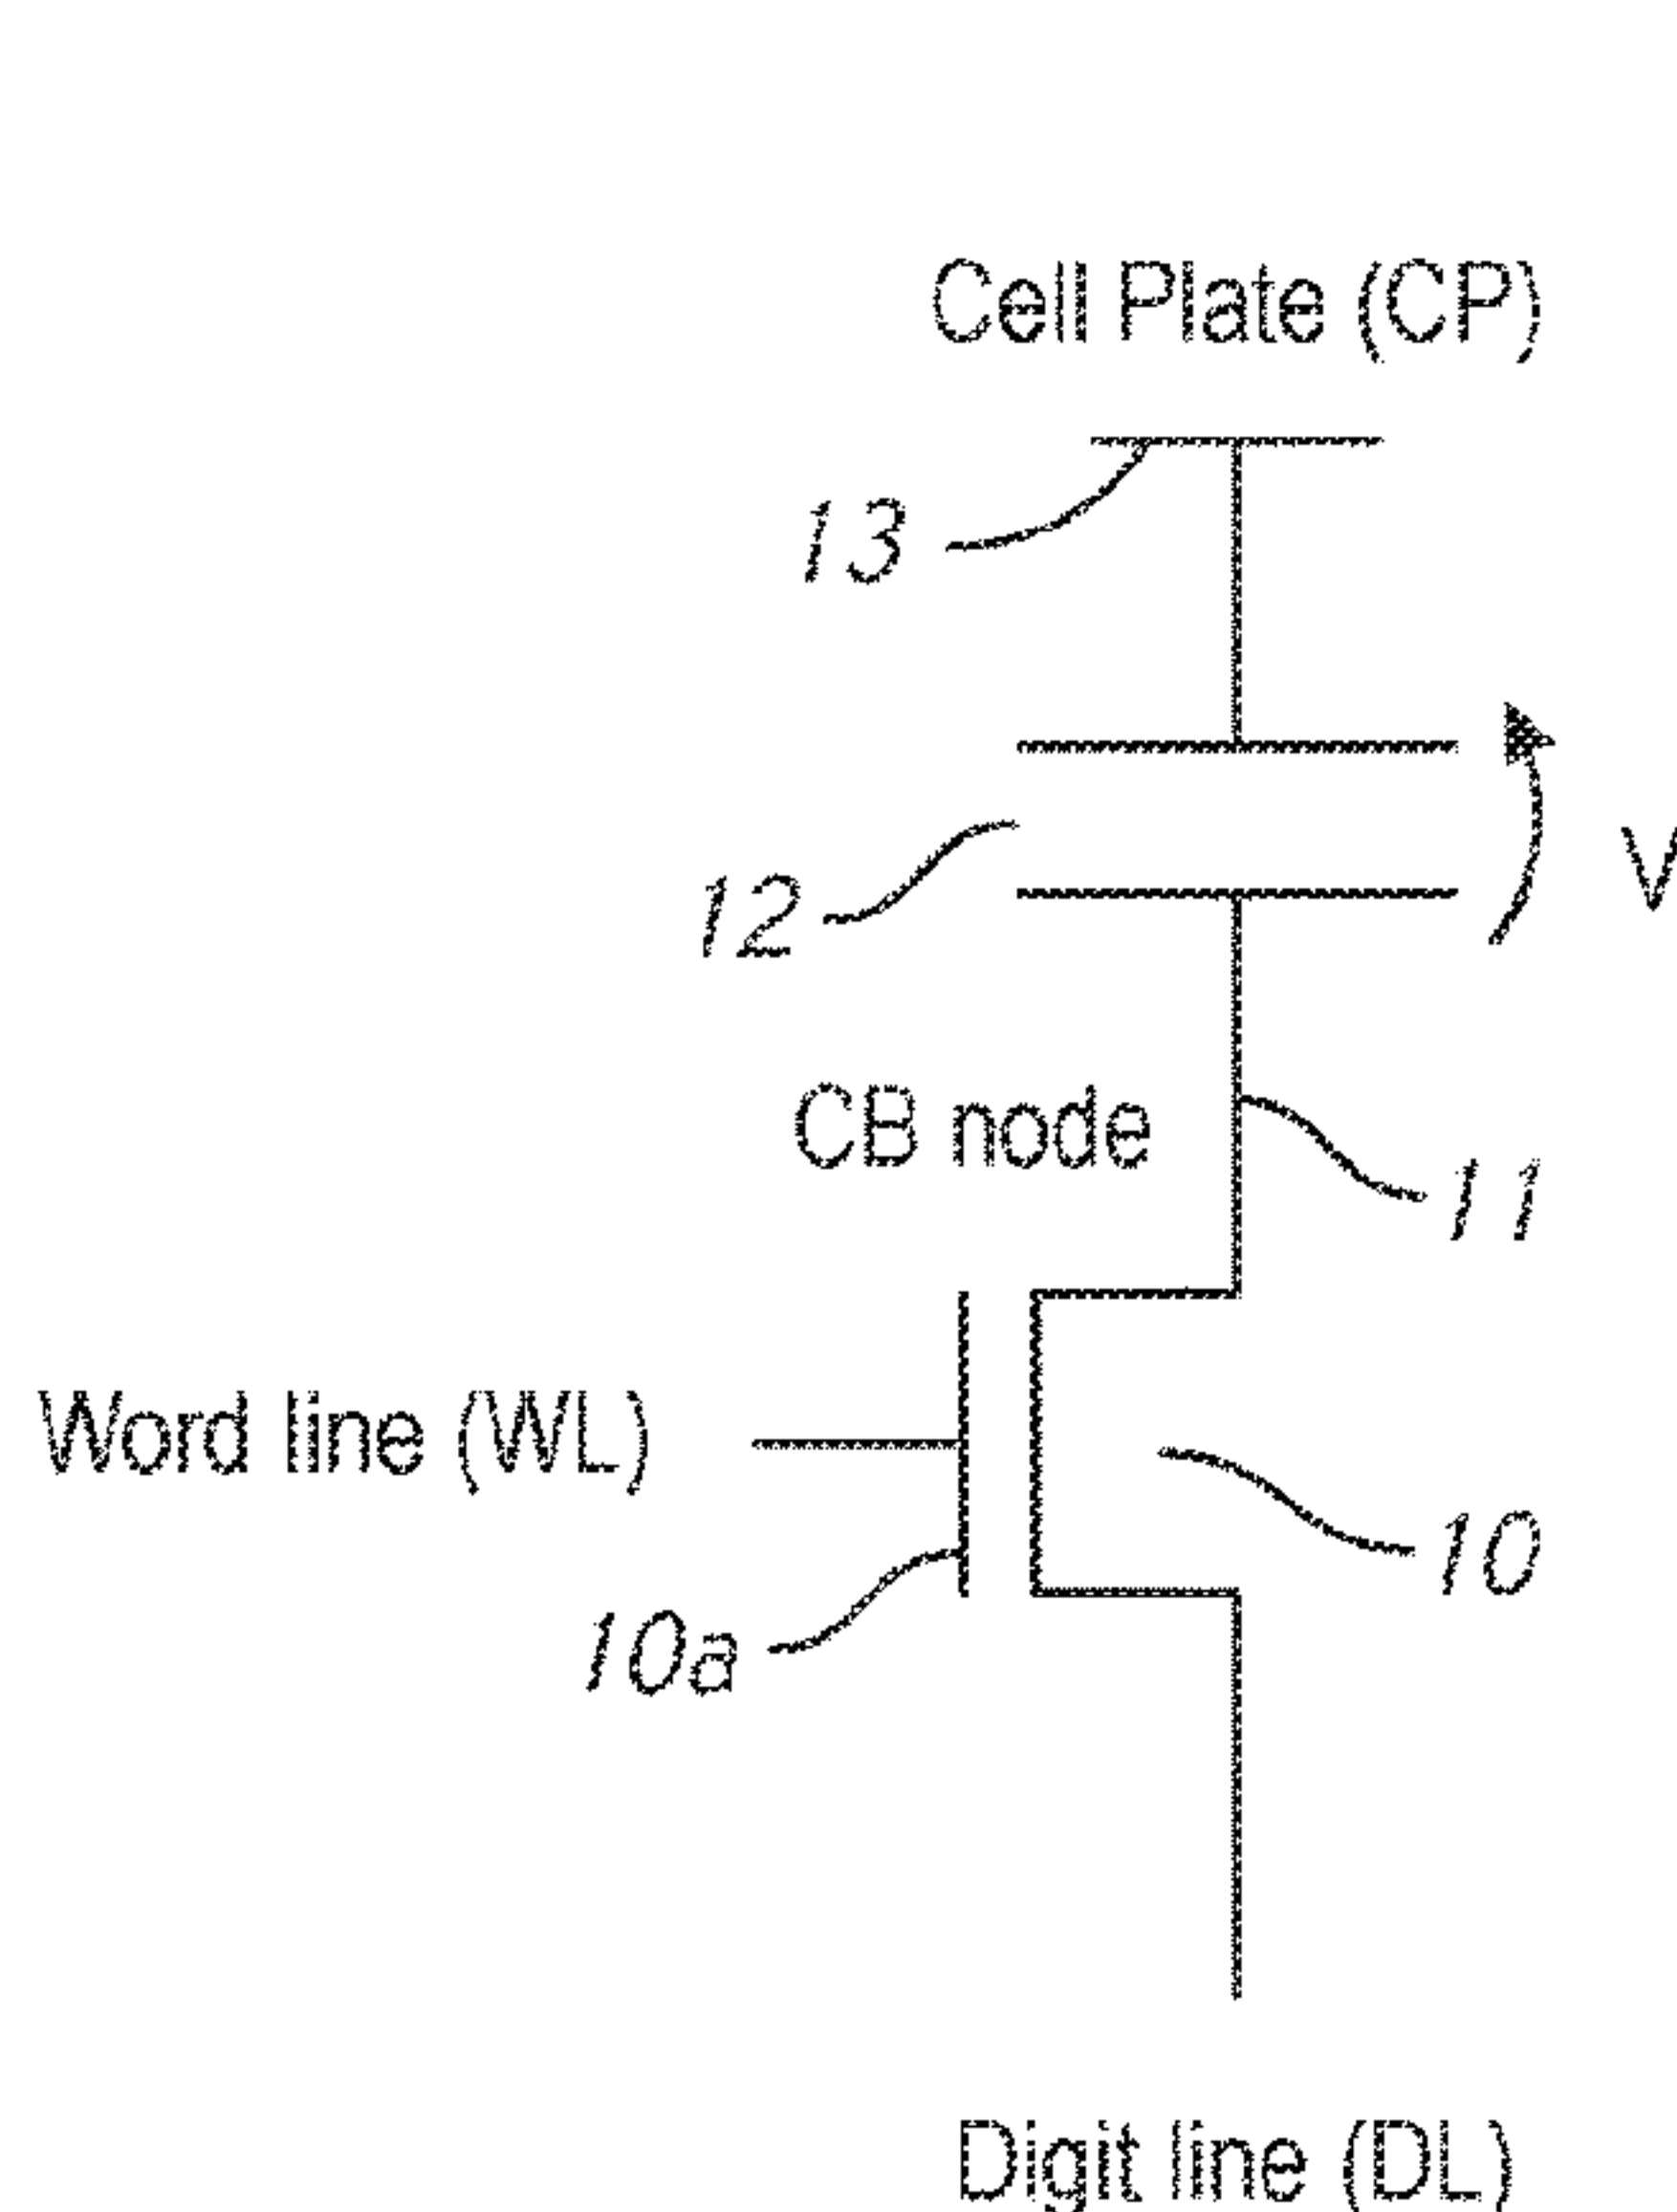 Cell Plate (CP)
13
V
12
CB node
11
Word line (WL)
10
10a
Digit line (DL)